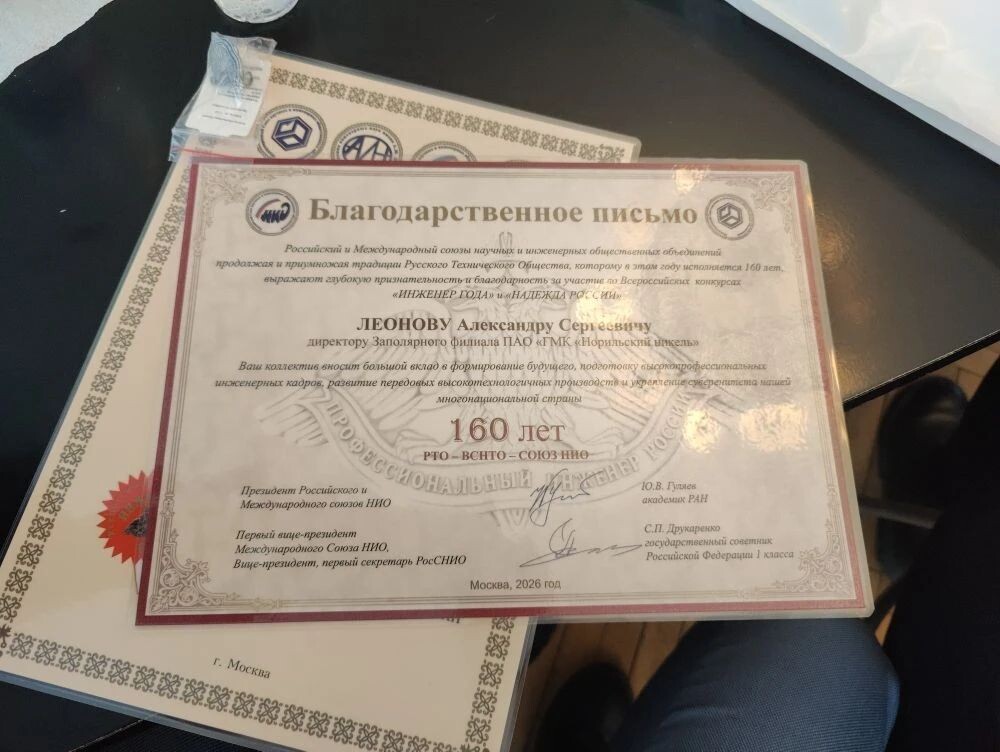 Благодарственное письмо
Российский и Международный союзы научных и инженерных общественных объединений
продолжая и приумножая традиции Русского Технического Общества, которому в этом году исполняется 160 лет,
выражают глубокую признательность и благодарность за участие во Всероссийских конкурсах
«ИНЖЕНЕР ГОДА» и «НАДЕЖДА РОССИИ»
ЛЕОНОВУ Александру Сергеевичу
директору Заполярного филиала ПАО «ГМК «Норильский никель»
Ваш коллектив вносит большой вклад в формирование будущего, подготовку высокопрофессиональных
инженерных кадров, развитие передовых высокотехнологичных производств и укрепление суверенитета нашей
многонациональной страны
160 лет
РТО – ВСНТО – СОЮЗ НИО
ПРОФЕССИОНАЛЬНЫЙ ИНЖЕНЕР РОССИИ
Президент Российского и
Международного союзов НИО
Ю.В. Гуляев
академик РАН
Первый вице-президент
Международного Союза НИО,
Вице-президент, первый секретарь РосСНИО
С.П. Друкаренко
государственный советник
Российской Федерации 1 класса
Москва, 2026 год
г. Москва